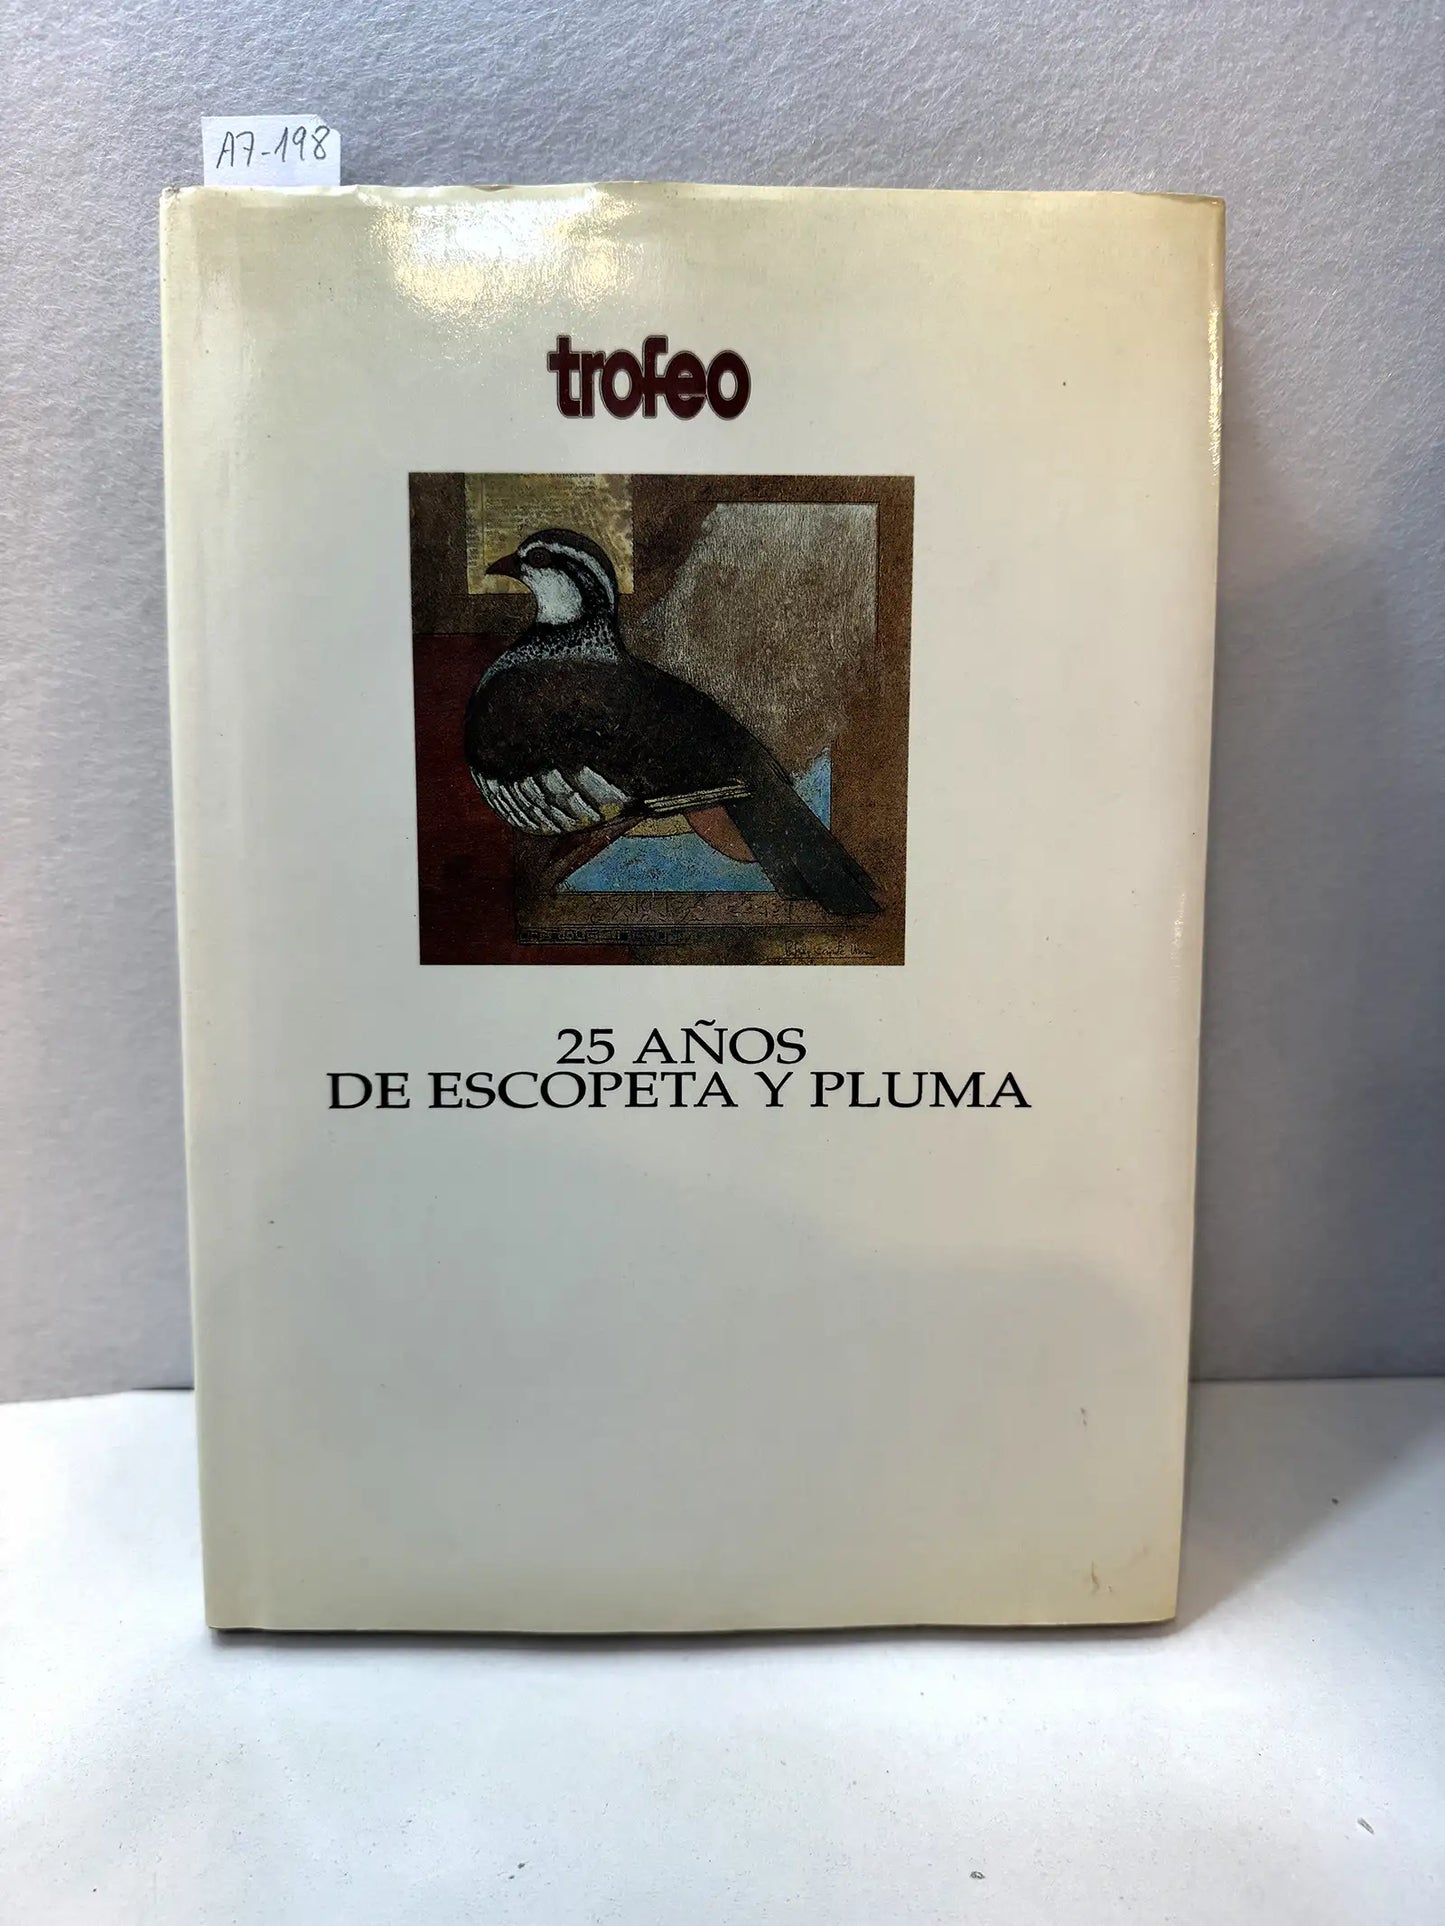 A7-198
trofeo
25 AÑOS
DE ESCOPETA Y PLUMA